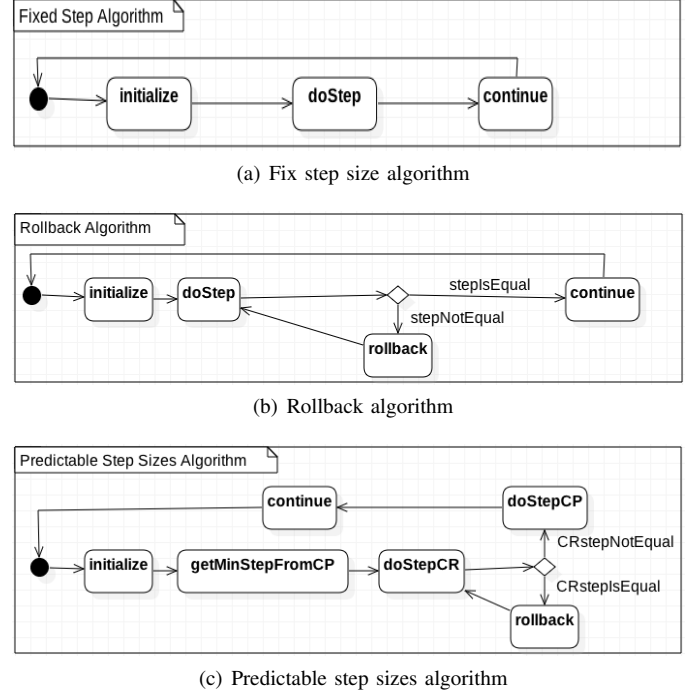 Fixed Step Algorithm
initialize
doStep
continue
(a) Fix step size algorithm
Rollback Algorithm
initialize
doStep
stepIsEqual
continue
stepNotEqual
rollback
(b) Rollback algorithm
Predictable Step Sizes Algorithm
continue
doStepCP
CRstepNotEqual
initialize
getMinStepFromCP
doStepCR
CRstepIsEqual
rollback
(c) Predictable step sizes algorithm